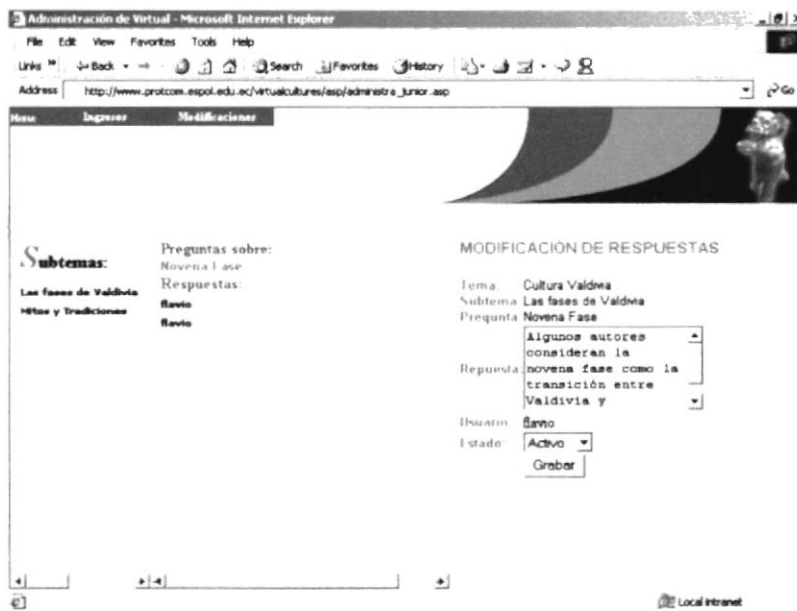 Administración de Virtual - Microsoft Internet Explorer
File Edit View Favorites Tools Help
Links » Back Search Favorites History
Address http://www.protcom.espol.edu.ec/virtualcultures/asp/administra_junior.asp Go
Home Ingresos Modificaciones
Subtemas:
Las fases de Valdivia
Mitos y Tradiciones
Preguntas sobre:
Novena Fase
Respuestas:
flavio
flavio
MODIFICACIÓN DE RESPUESTAS
Tema: Cultura Valdivia
Subtema Las fases de Valdivia
Pregunta Novena Fase
Repuesta:
Algunos autores
consideran la
novena fase como la
transición entre
Valdivia y
Usuario flavio
Estado: Activo
Grabar
Local intranet